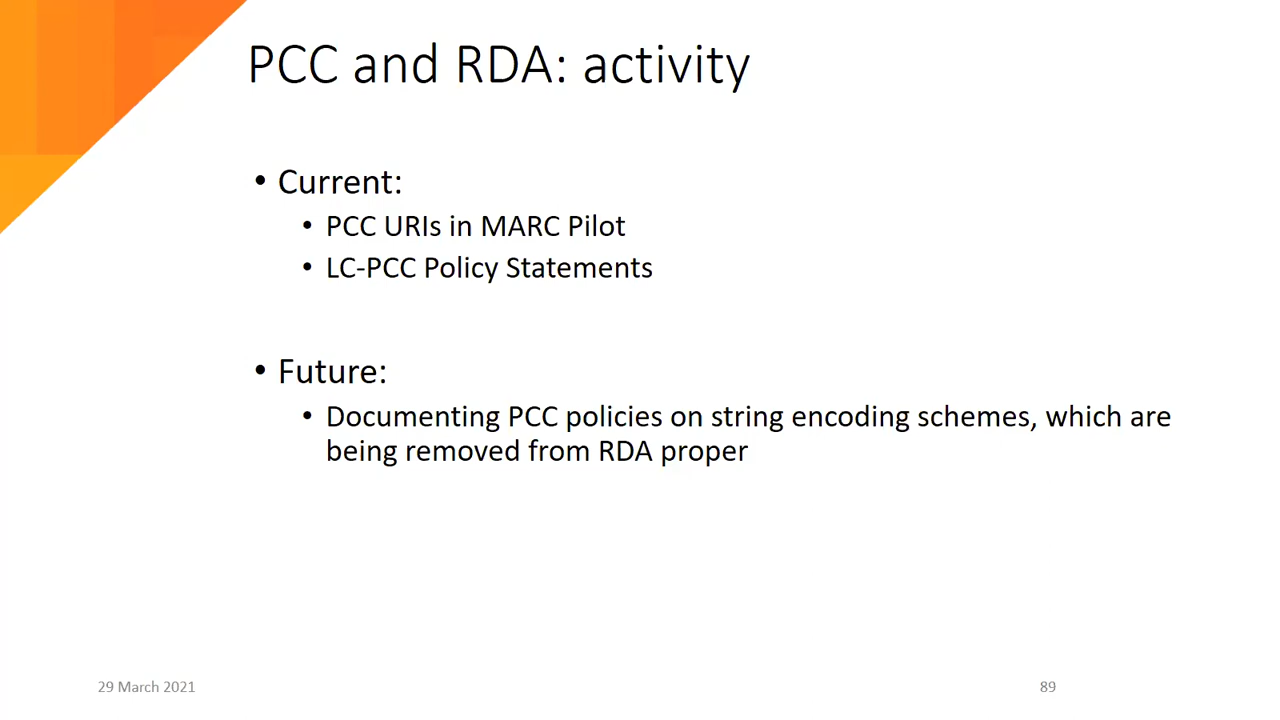 PCC and RDA: activity
• Current:
• PCC URIs in MARC Pilot
• LC-PCC Policy Statements
• Future:
• Documenting PCC policies on string encoding schemes, which are
being removed from RDA proper
29 March 2021
89